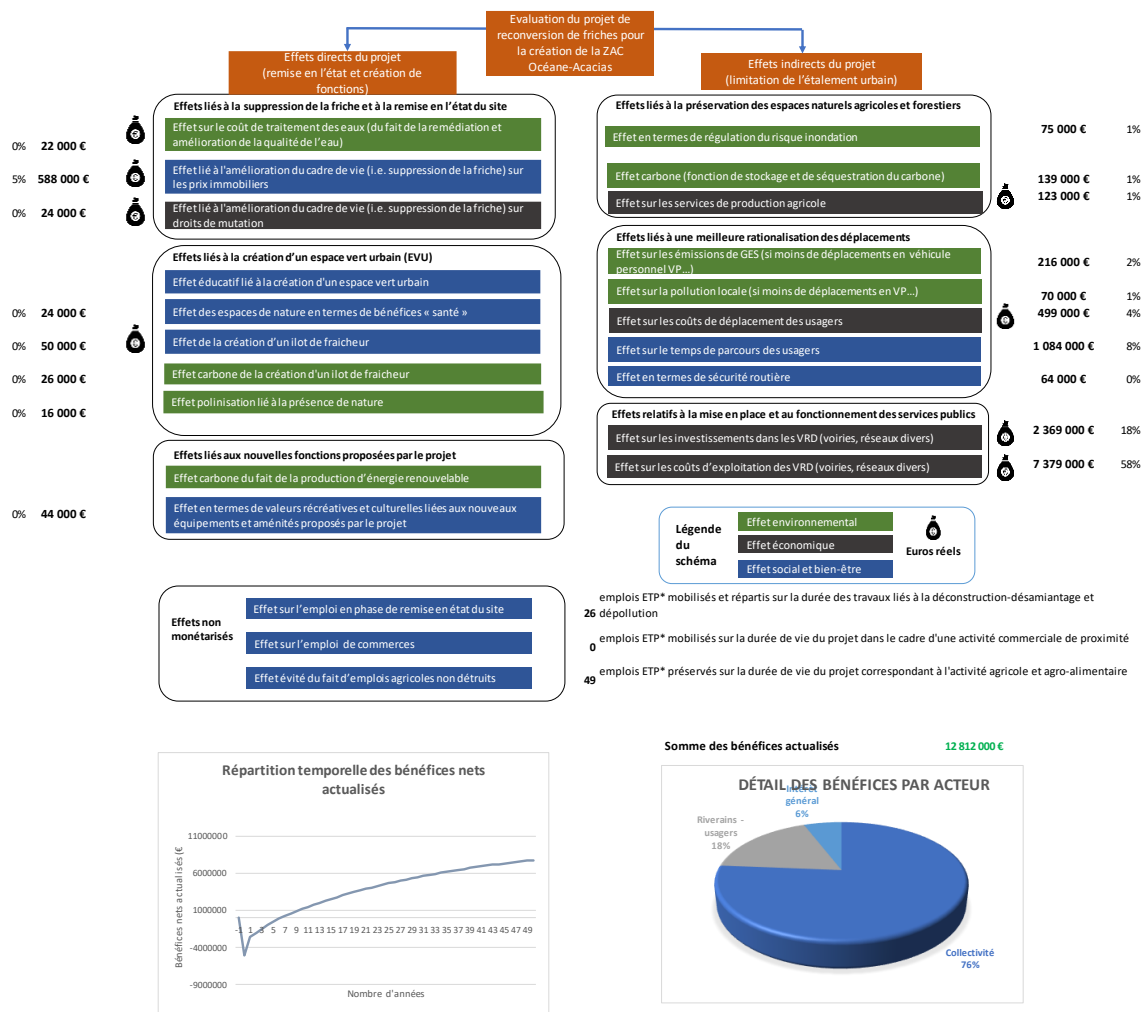 Evaluation du projet de
reconversion de friches pour
la création de la ZAC
Océane-Acacias
Effets directs du projet
(remise en l'état et création de
fonctions)
Effets indirects du projet
(limitation de l'étalement urbain)
Effets liés à la suppression de la friche et à la remise en l'état du site
0% 22 000 €
Effet sur le coût de traitement des eaux (du fait de la remédiation et
amélioration de la qualité de l'eau)
5% 588 000 €
Effet lié à l'amélioration du cadre de vie (i.e. suppression de la friche) sur
les prix immobiliers
0% 24 000 €
Effet lié à l'amélioration du cadre de vie (i.e. suppression de la friche) sur
droits de mutation
Effets liés à la création d'un espace vert urbain (EVU)
Effet éducatif lié à la création d'un espace vert urbain
0% 24 000 €
Effet des espaces de nature en termes de bénéfices « santé »
0% 50 000 €
Effet de la création d'un ilot de fraicheur
0% 26 000 €
Effet carbone de la création d'un ilot de fraicheur
0% 16 000 €
Effet polinisation lié à la présence de nature
Effets liés aux nouvelles fonctions proposées par le projet
Effet carbone du fait de la production d'énergie renouvelable
0% 44 000 €
Effet en termes de valeurs récréatives et culturelles liées aux nouveaux
équipements et aménités proposés par le projet
Effets liés à la préservation des espaces naturels agricoles et forestiers
Effet en termes de régulation du risque inondation
75 000 € 1%
Effet carbone (fonction de stockage et de séquestration du carbone)
139 000 € 1%
Effet sur les services de production agricole
123 000 € 1%
Effets liés à une meilleure rationalisation des déplacements
Effet sur les émissions de GES (si moins de déplacements en véhicule
personnel VP...)
216 000 € 2%
Effet sur la pollution locale (si moins de déplacements en VP...)
70 000 € 1%
Effet sur les coûts de déplacement des usagers
499 000 € 4%
Effet sur le temps de parcours des usagers
1 084 000 € 8%
Effet en termes de sécurité routière
64 000 € 0%
Effets relatifs à la mise en place et au fonctionnement des services publics
Effet sur les investissements dans les VRD (voiries, réseaux divers)
2 369 000 € 18%
Effet sur les coûts d'exploitation des VRD (voiries, réseaux divers)
7 379 000 € 58%
Légende
du
schéma
Effet environnemental
Effet économique
Effet social et bien-être
Euros réels
Effets non
monétarisés
Effet sur l'emploi en phase de remise en état du site
Effet sur l'emploi de commerces
Effet évité du fait d'emplois agricoles non détruits
emplois ETP* mobilisés et répartis sur la durée des travaux liés à la déconstruction-désamiantage et
26 dépollution
emplois ETP* mobilisés sur la durée de vie du projet dans le cadre d'une activité commerciale de proximité
0
emplois ETP* préservés sur la durée de vie du projet correspondant à l'activité agricole et agro-alimentaire
49
Répartition temporelle des bénéfices nets
actualisés
Bénéfices nets actualisés (€
11000000
6000000
1000000
-4000000
-9000000
-1 1 3 5 7 9 11 13 15 17 19 21 23 25 27 29 31 33 35 37 39 41 43 45 47 49
Nombre d'années
Somme des bénéfices actualisés 12 812 000 €
DÉTAIL DES BÉNÉFICES PAR ACTEUR
Intérêt
général
6%
Riverains -
usagers
18%
Collectivité
76%